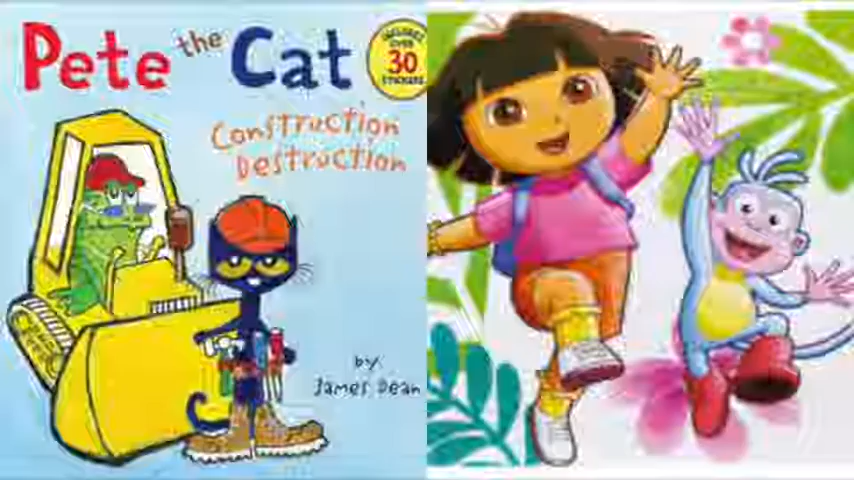 Pete the Cat
INCLUDES
OVER
30
STICKERS
Construction
Destruction
by
James Dean